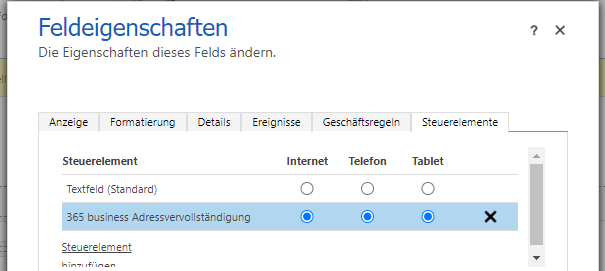 Feldeigenschaften
? ×
Die Eigenschaften dieses Felds ändern.
Anzeige Formatierung Details Ereignisse Geschäftsregeln Steuerelemente
Steuerelement Internet Telefon Tablet
Textfeld (Standard)
365 business Adressvervollständigung
Steuerelement
hinzufügen